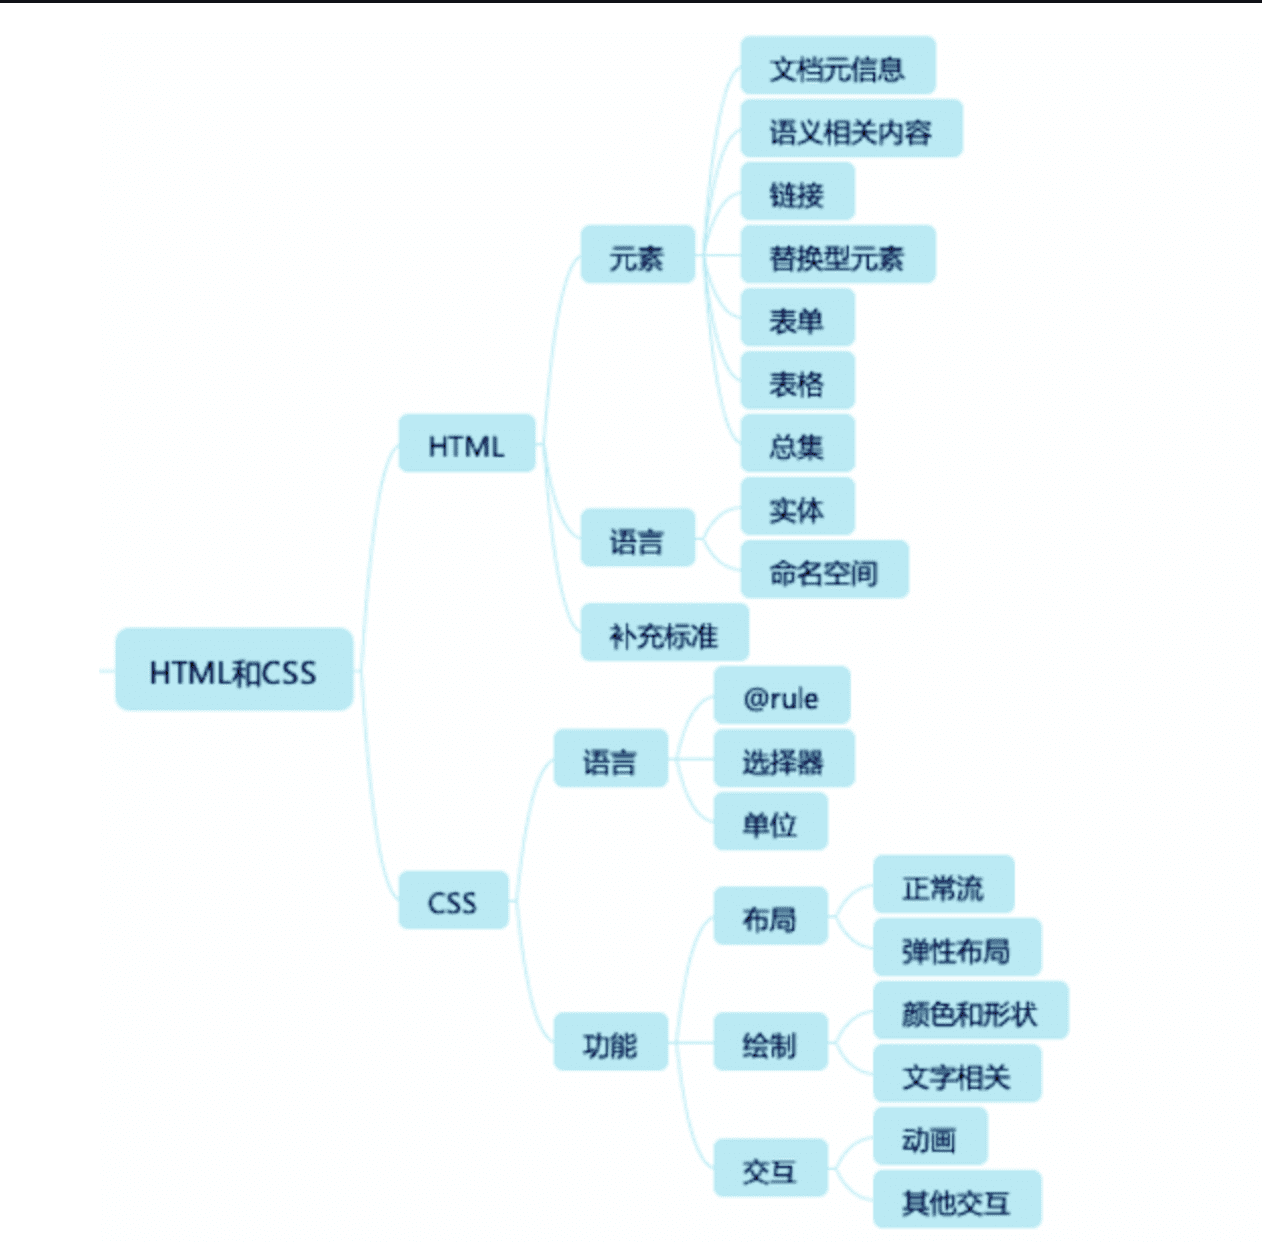 文档元信息
语义相关内容
链接
元素
替换型元素
表单
表格
HTML
总集
实体
语言
命名空间
补充标准
HTML和CSS
@rule
语言
选择器
单位
正常流
CSS
布局
弹性布局
颜色和形状
功能
绘制
文字相关
动画
交互
其他交互